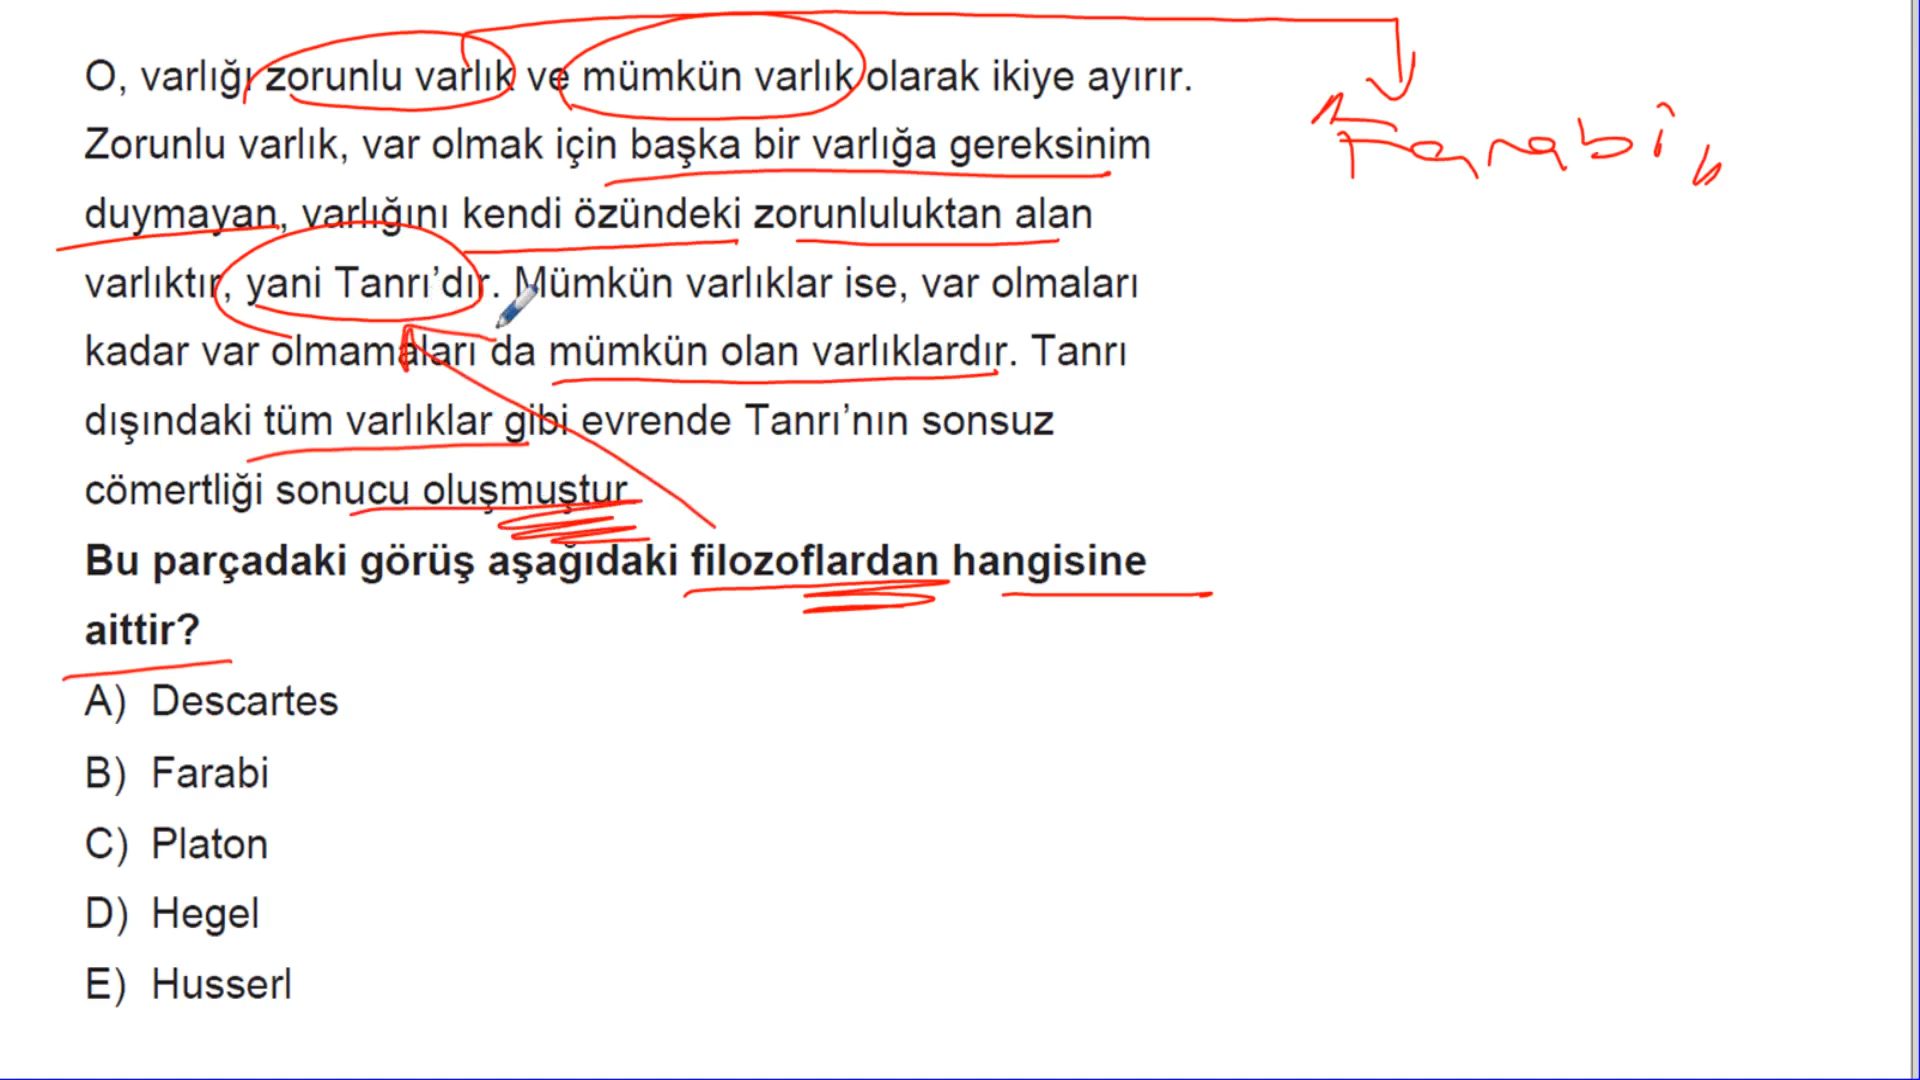 O, varlığı zorunlu varlık ve mümkün varlık olarak ikiye ayırır.
Zorunlu varlık, var olmak için başka bir varlığa gereksinim
duymayan, varlığını kendi özündeki zorunluluktan alan
varlıktır, yani Tanrı’dır. Mümkün varlıklar ise, var olmaları
kadar var olmamaları da mümkün olan varlıklardır. Tanrı
dışındaki tüm varlıklar gibi evrende Tanrı’nın sonsuz
cömertliği sonucu oluşmuştur
Bu parçadaki görüş aşağıdaki filozoflardan hangisine
aittir?
A) Descartes
B) Farabi
C) Platon
D) Hegel
E) Husserl
Farabî